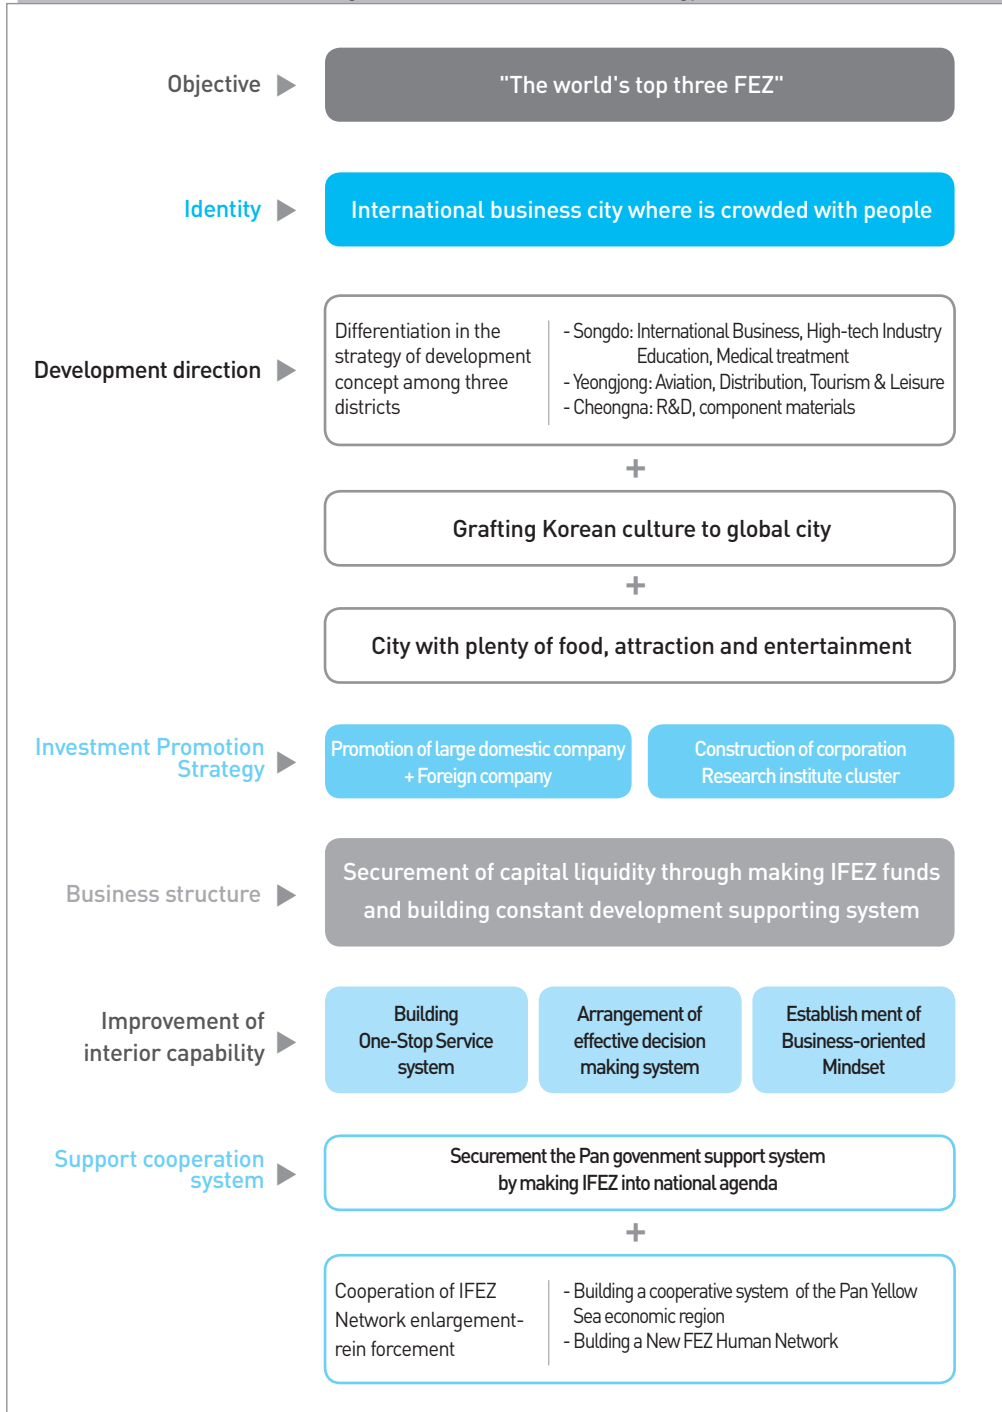 Objective
"The world's top three FEZ"
Identity
International business city where is crowded with people
Development direction
Differentiation in the
strategy of development
concept among three
districts
- Songdo: International Business, High-tech Industry
Education, Medical treatment
- Yeongjong: Aviation, Distribution, Tourism & Leisure
- Cheongna: R&D, component materials
+
Grafting Korean culture to global city
+
City with plenty of food, attraction and entertainment
Investment Promotion
Strategy
Promotion of large domestic company
+ Foreign company
Construction of corporation
Research institute cluster
Business structure
Securement of capital liquidity through making IFEZ funds
and building constant development supporting system
Improvement of
interior capability
Building
One-Stop Service
system
Arrangement of
effective decision
making system
Establish ment of
Business-oriented
Mindset
Support cooperation
system
Securement the Pan govenment support system
by making IFEZ into national agenda
+
Cooperation of IFEZ
Network enlargement-
rein forcement
- Building a cooperative system of the Pan Yellow
Sea economic region
- Bulding a New FEZ Human Network